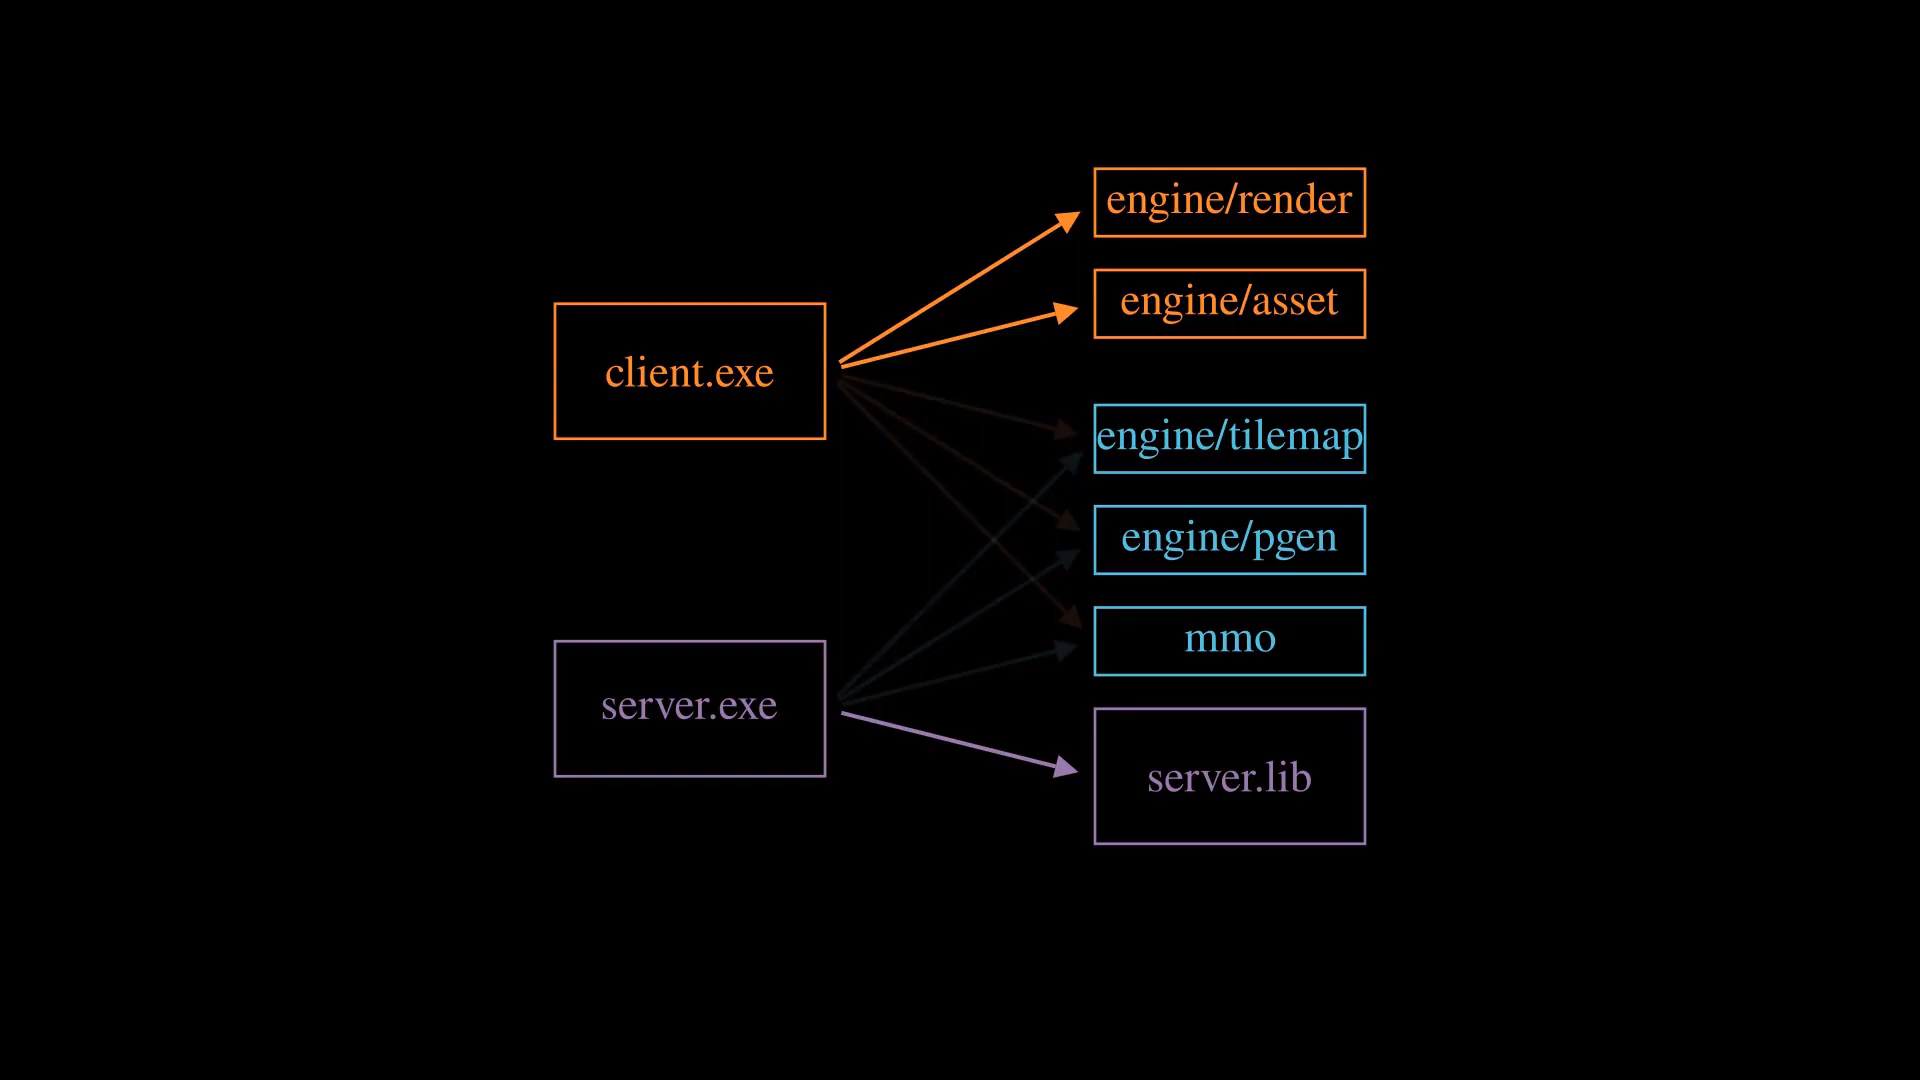 engine/render
engine/asset
client.exe
engine/tilemap
engine/pgen
mmo
server.exe
server.lib